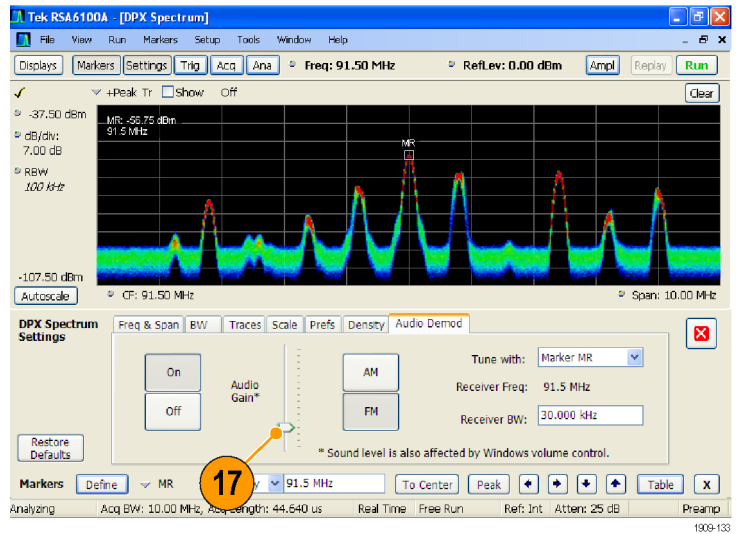 Tek RSA6100A - [DPX Spectrum]
File View Run Markers Setup Tools Window Help
Displays Markers Settings Trig Acq Ana Freq: 91.50 MHz RefLev: 0.00 dBm Ampl Replay Run
+Peak Tr Show Off Clear
-37.50 dBm
dB/div:
7.00 dB
RBW
100 kHz
MR: -56.75 dBm
91.5 MHz
MR
-107.50 dBm
Autoscale CF: 91.50 MHz Span: 10.00 MHz
DPX Spectrum
Settings
Freq & Span BW Traces Scale Prefs Density Audio Demod
On
Off
Audio
Gain*
AM
FM
Tune with: Marker MR
Receiver Freq: 91.5 MHz
Receiver BW: 30.000 kHz
* Sound level is also affected by Windows volume control.
Restore
Defaults
17
Markers Define MR 91.5 MHz To Center Peak Table X
Analyzing Acq BW: 10.00 MHz, Acq Length: 44.640 us Real Time Free Run Ref: Int Atten: 25 dB Preamp
1909-133